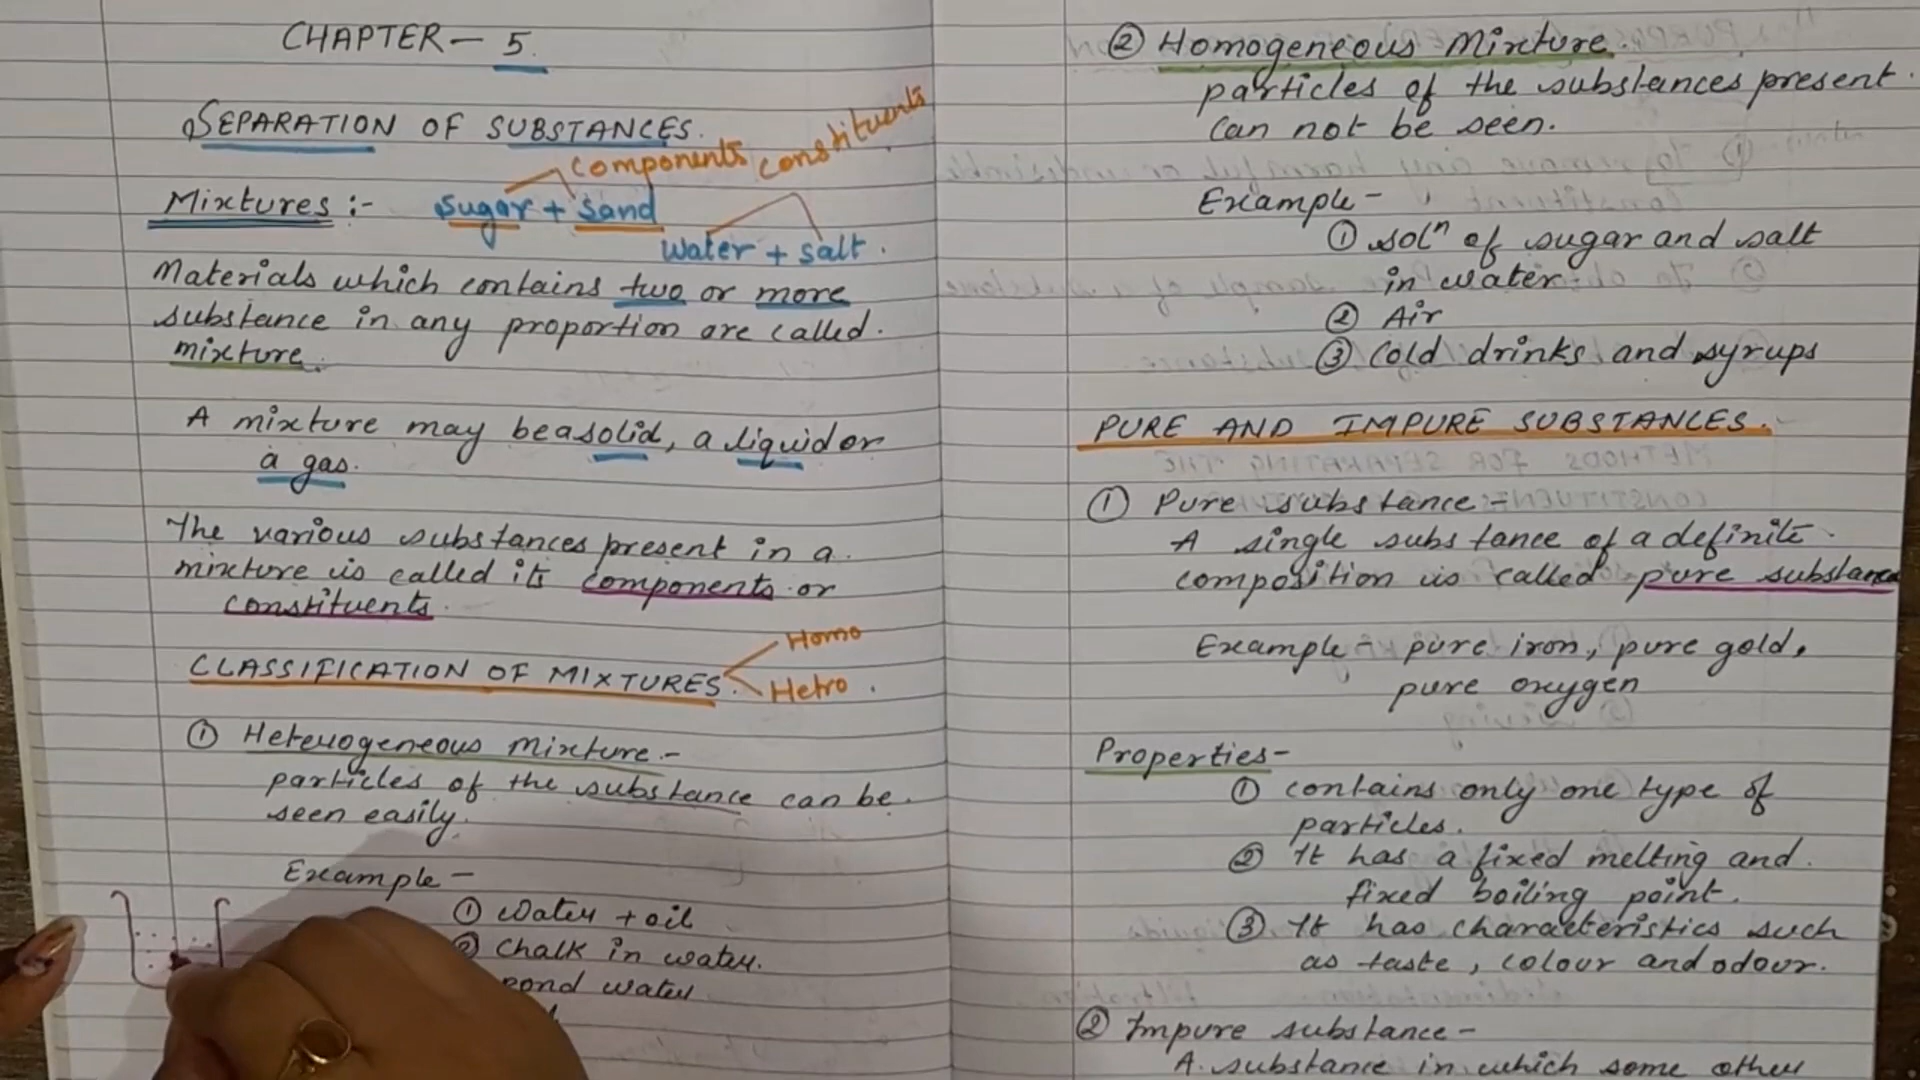 CHAPTER - 5.
SEPARATION OF SUBSTANCES.
components constituents
Mixtures :- Sugar + Sand
Water + salt.
Materials which contains two or more
substance in any proportion are called.
mixture.
A mixture may be a solid, a liquid or
a gas.
The various substances present in a.
mixture is called its components or
constituents.
Homo
CLASSIFICATION OF MIXTURES.
Hetro.
① Heterogeneous mixture.-
particles of the substance can be.
seen easily.
Example -
① Water + oil
② Chalk in water.
pond water
② Homogeneous Mixture.
particles of the substances present.
can not be seen.
Example -
① solⁿ of sugar and salt
in water.
② Air
③ Cold drinks and syrups
PURE AND IMPURE SUBSTANCES.
① Pure substance :-
A single substance of a definite.
composition is called pure substance
Example - pure iron, pure gold,
pure oxygen
Properties -
① contains only one type of
particles.
② It has a fixed melting and.
fixed boiling point.
③ It has characteristics such
as taste, colour and odour.
② Impure substance -
A substance in which some other